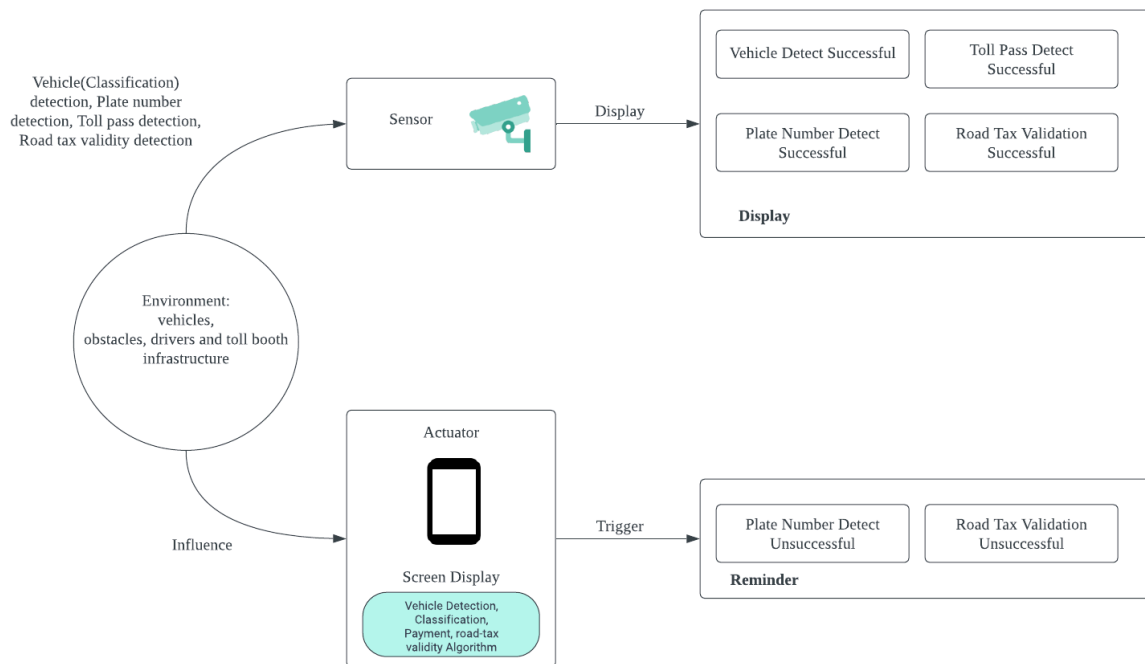 Vehicle(Classification)
detection, Plate number
detection, Toll pass detection,
Road tax validity detection
Sensor
Display
Vehicle Detect Successful
Toll Pass Detect
Successful
Plate Number Detect
Successful
Road Tax Validation
Successful
Display
Environment:
vehicles,
obstacles, drivers and toll booth
infrastructure
Influence
Actuator
Screen Display
Vehicle Detection,
Classification,
Payment, road-tax
validity Algorithm
Trigger
Plate Number Detect
Unsuccessful
Road Tax Validation
Unsuccessful
Reminder